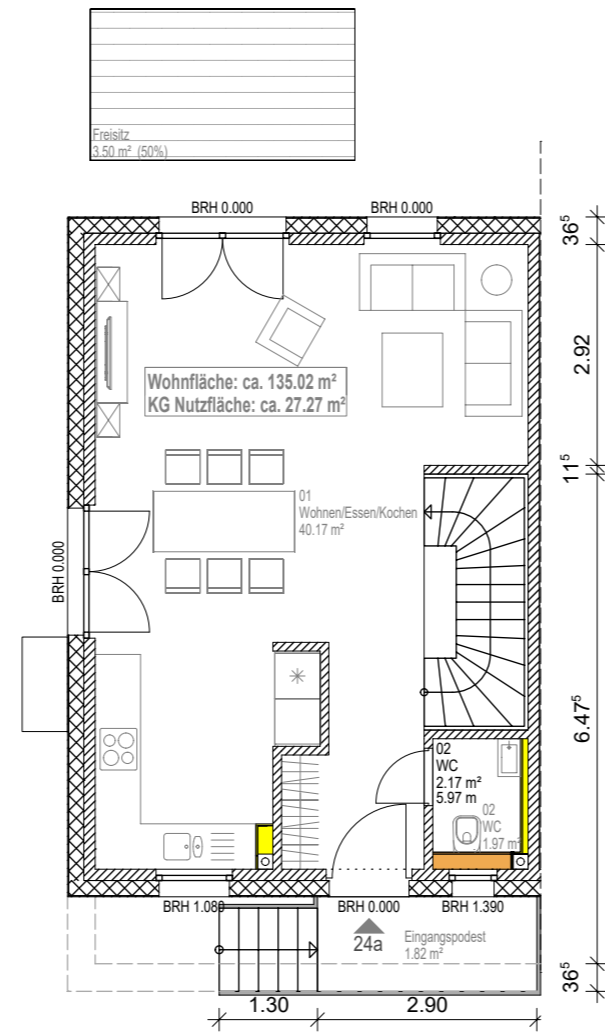 Freisitz
3.50 m² (50%)
BRH 0.000
BRH 0.000
36⁵
2.92
Wohnfläche: ca. 135.02 m²
KG Nutzfläche: ca. 27.27 m²
11⁵
01
Wohnen/Essen/Kochen
40.17 m²
BRH 0.000
6.47⁵
02
WC
2.17 m²
5.97 m
02
WC
1.97 m²
BRH 1.080
BRH 0.000
BRH 1.390
24a
Eingangspodest
1.82 m²
36⁵
1.30
2.90